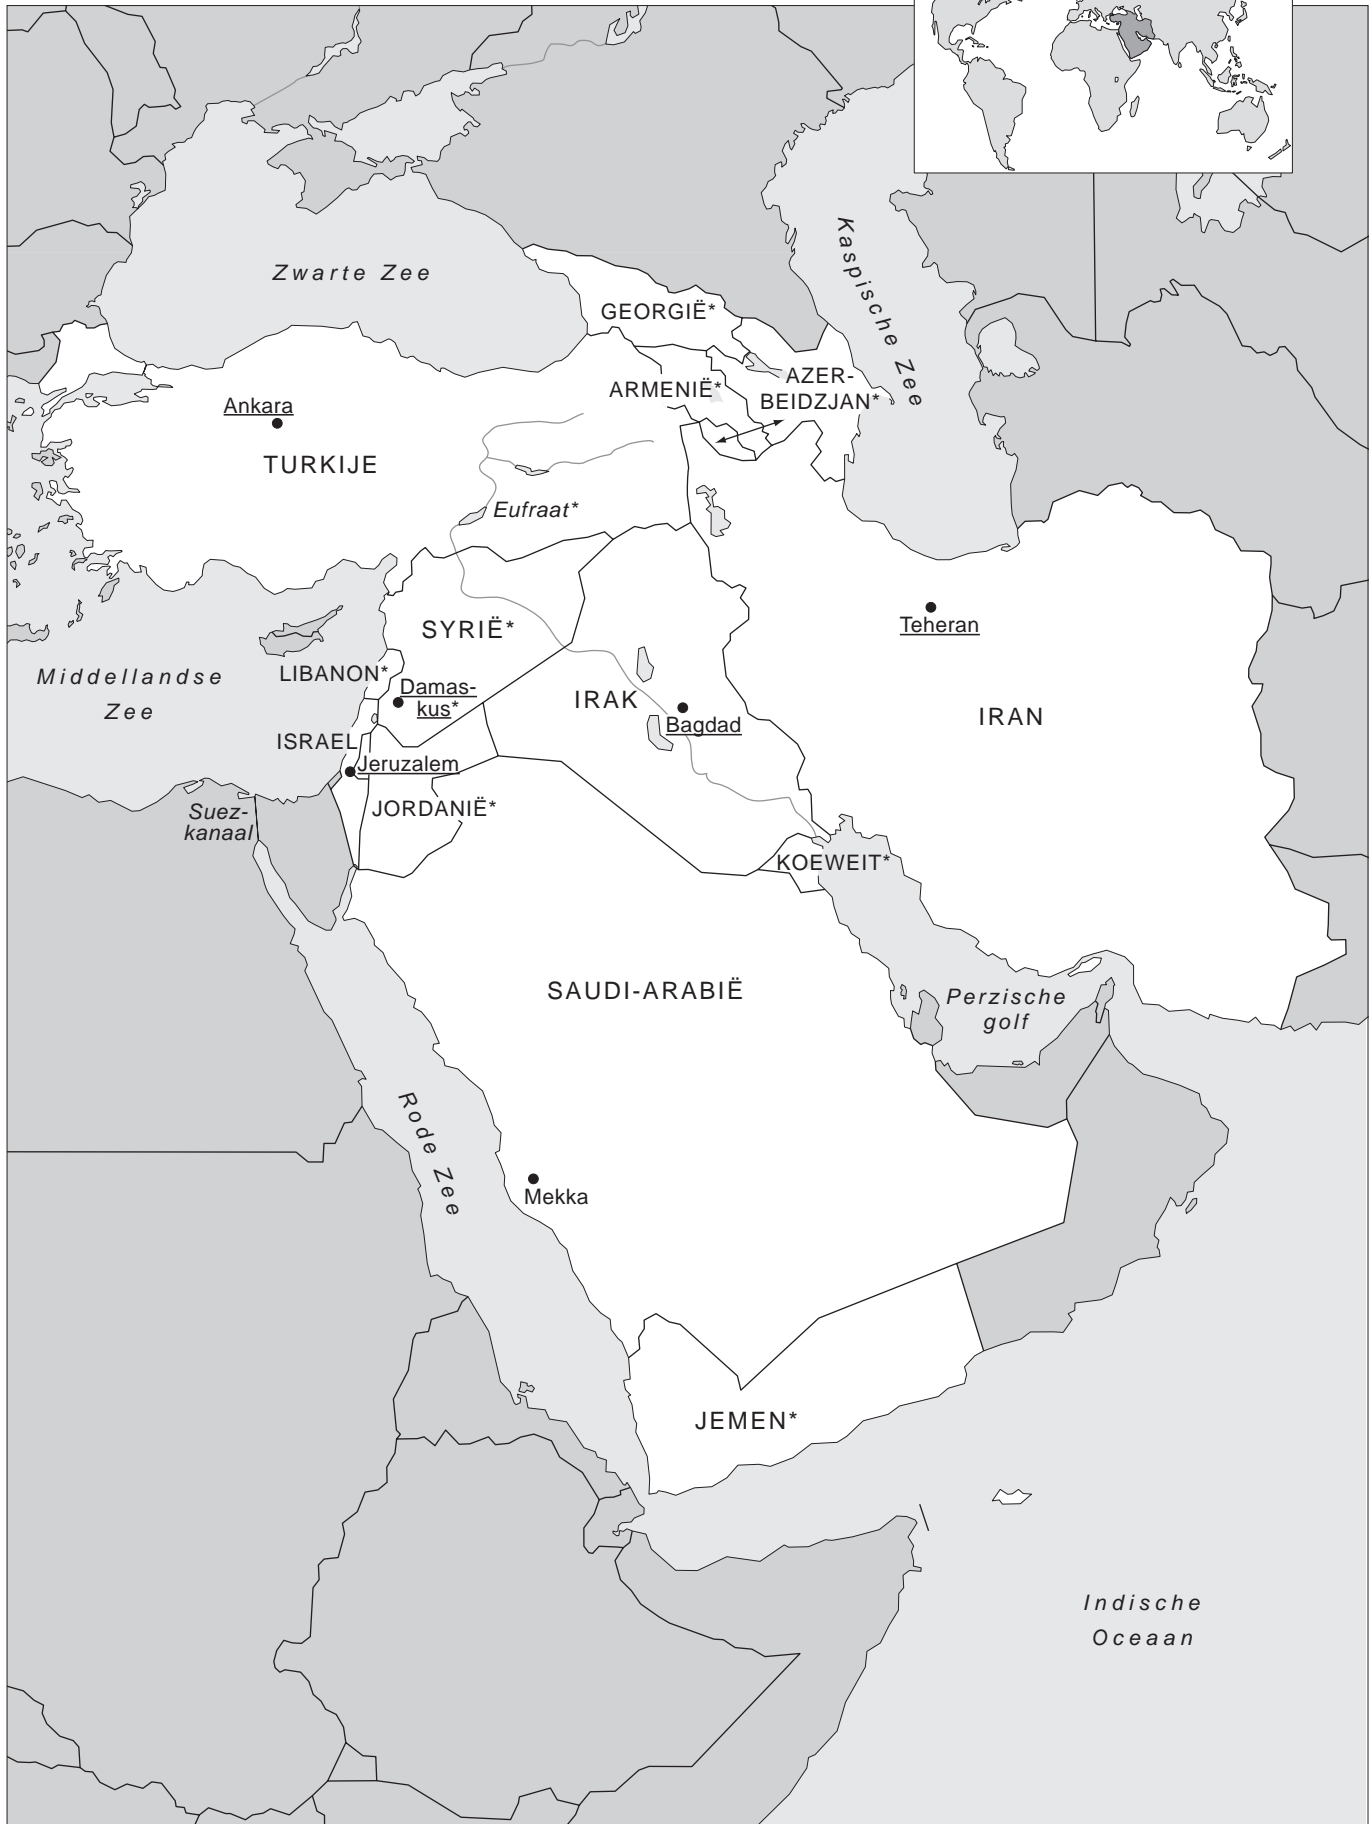 Zwarte Zee
Kaspische Zee
GEORGIË*
ARMENIË*
AZER-
BEIDZJAN*
Ankara
TURKIJE
Eufraat*
Teheran
SYRIË*
LIBANON*
Middellandse
Zee
Damas-
kus*
IRAK
Bagdad
IRAN
ISRAEL
Jeruzalem
JORDANIË*
Suez-
kanaal
KOEWEIT*
SAUDI-ARABIË
Perzische
golf
Rode Zee
Mekka
JEMEN*
Indische
Oceaan